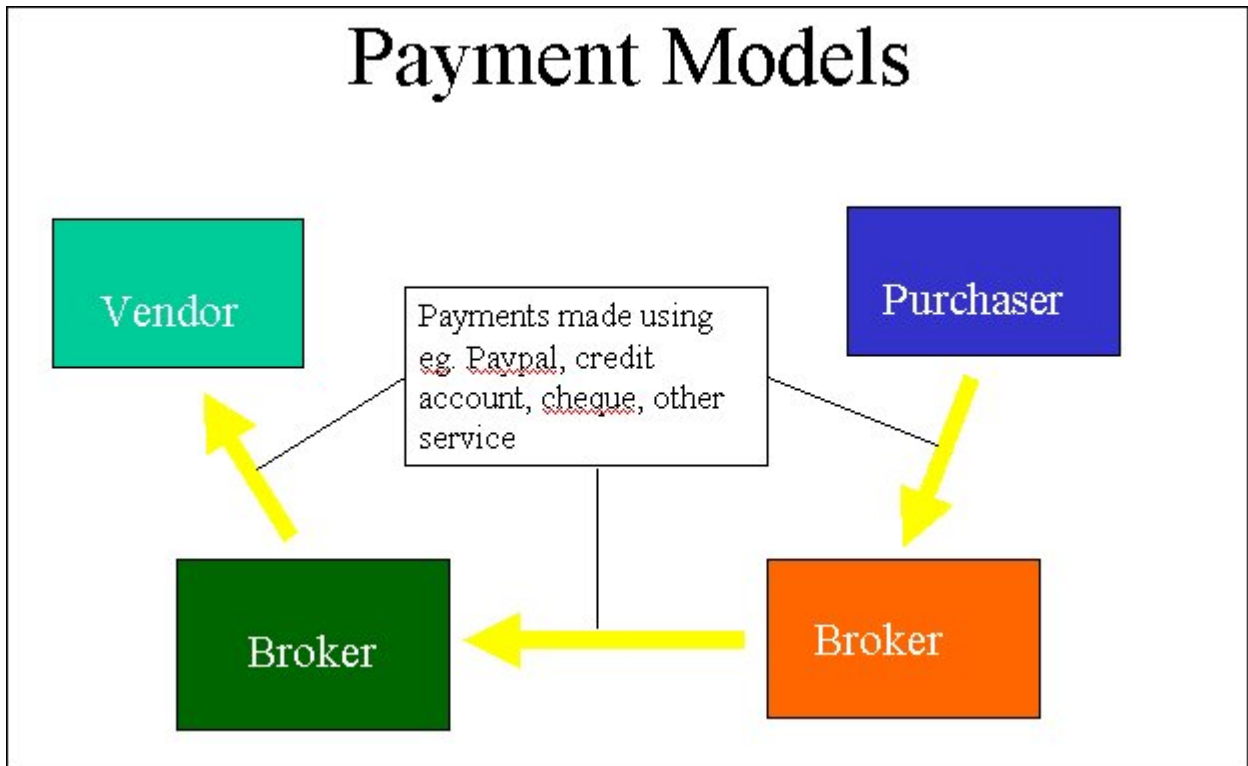 Payment Models
Vendor
Purchaser
Payments made using
eg. Paypal, credit
account, cheque, other
service
Broker
Broker